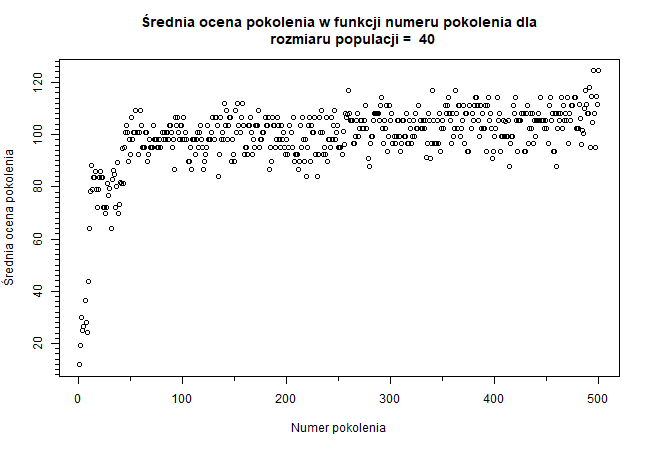 Średnia ocena pokolenia w funkcji numeru pokolenia dla
rozmiaru populacji = 40
Średnia ocena pokolenia
120
100
80
60
40
20
0 100 200 300 400 500
Numer pokolenia